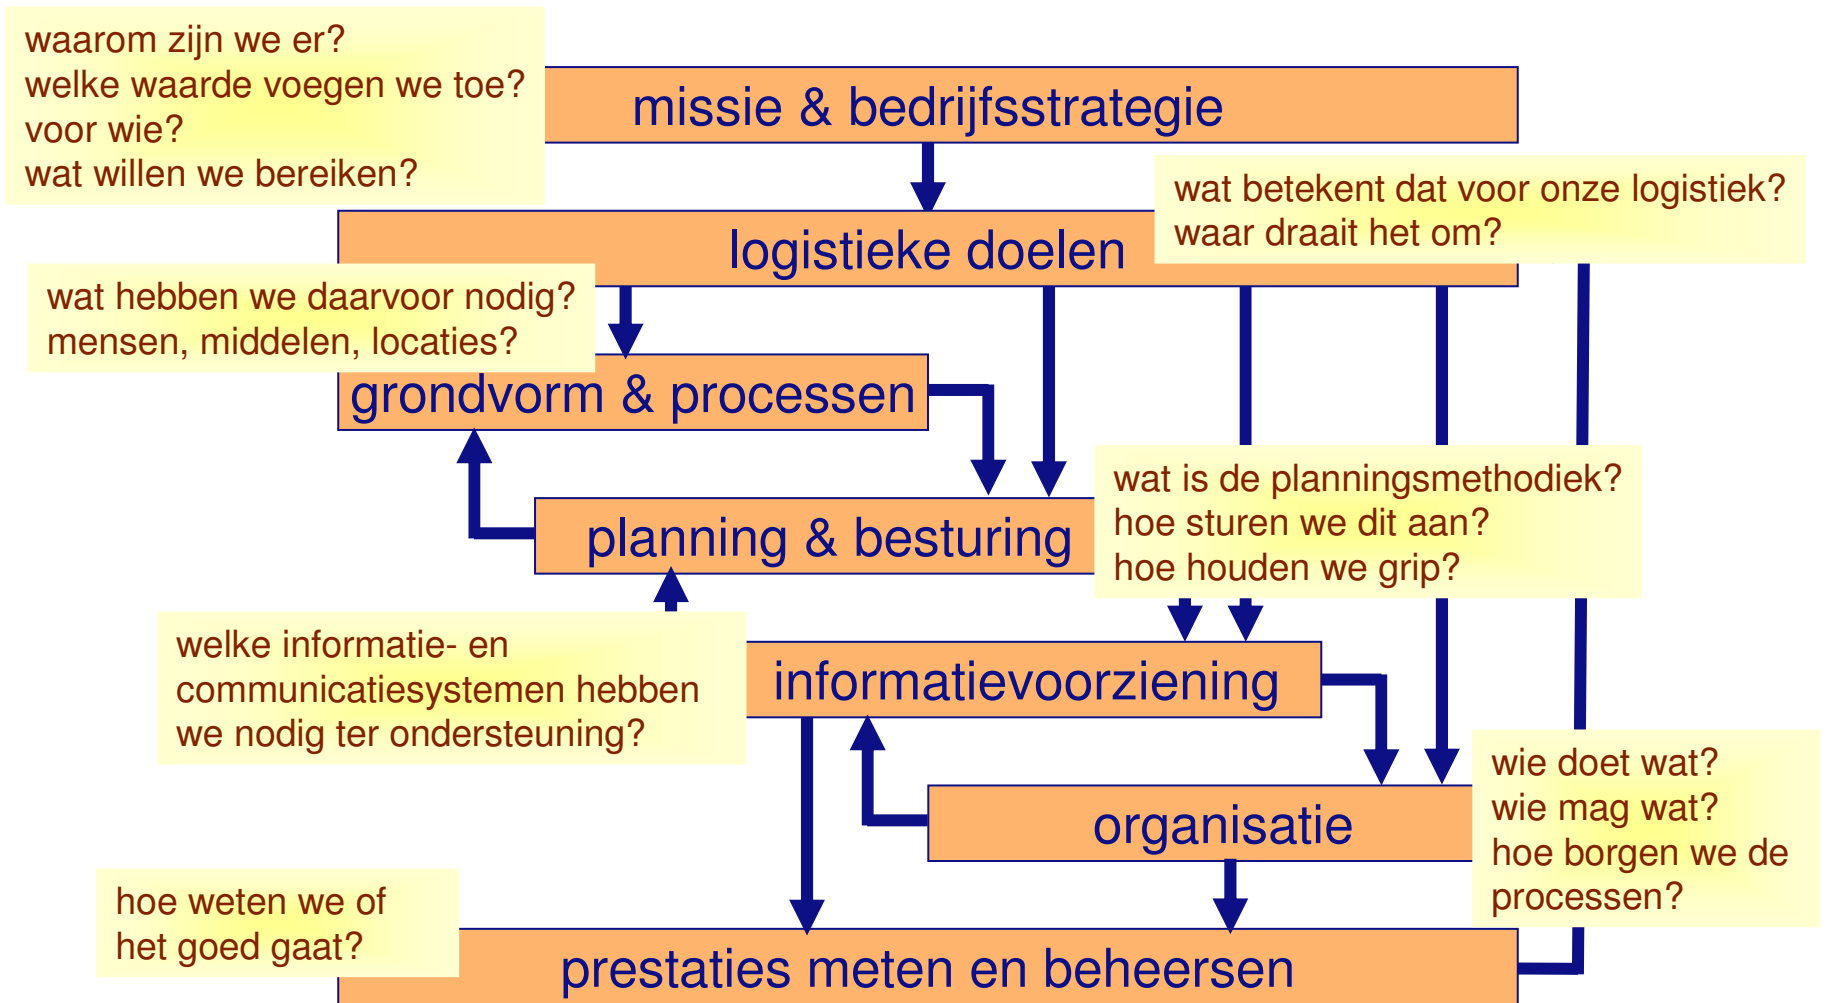 waarom zijn we er?
welke waarde voegen we toe?
voor wie?
wat willen we bereiken?
missie & bedrijfsstrategie
wat betekent dat voor onze logistiek?
waar draait het om?
logistieke doelen
wat hebben we daarvoor nodig?
mensen, middelen, locaties?
grondvorm & processen
wat is de planningsmethodiek?
hoe sturen we dit aan?
hoe houden we grip?
planning & besturing
welke informatie- en
communicatiesystemen hebben
we nodig ter ondersteuning?
informatievoorziening
wie doet wat?
wie mag wat?
hoe borgen we de
processen?
organisatie
hoe weten we of
het goed gaat?
prestaties meten en beheersen